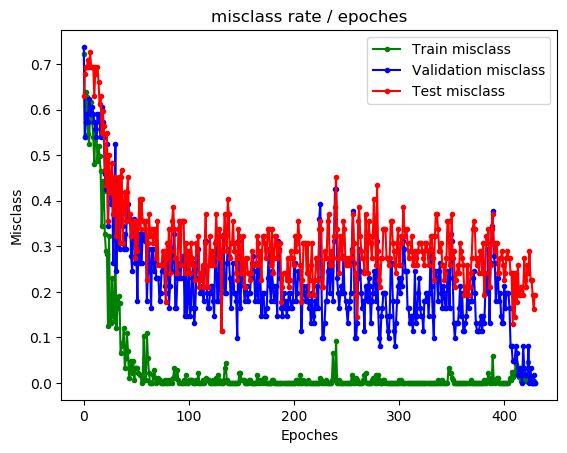 misclass rate / epoches
Train misclass
Validation misclass
Test misclass
0.7
0.6
0.5
0.4
0.3
0.2
0.1
0.0
Misclass
0 100 200 300 400
Epoches